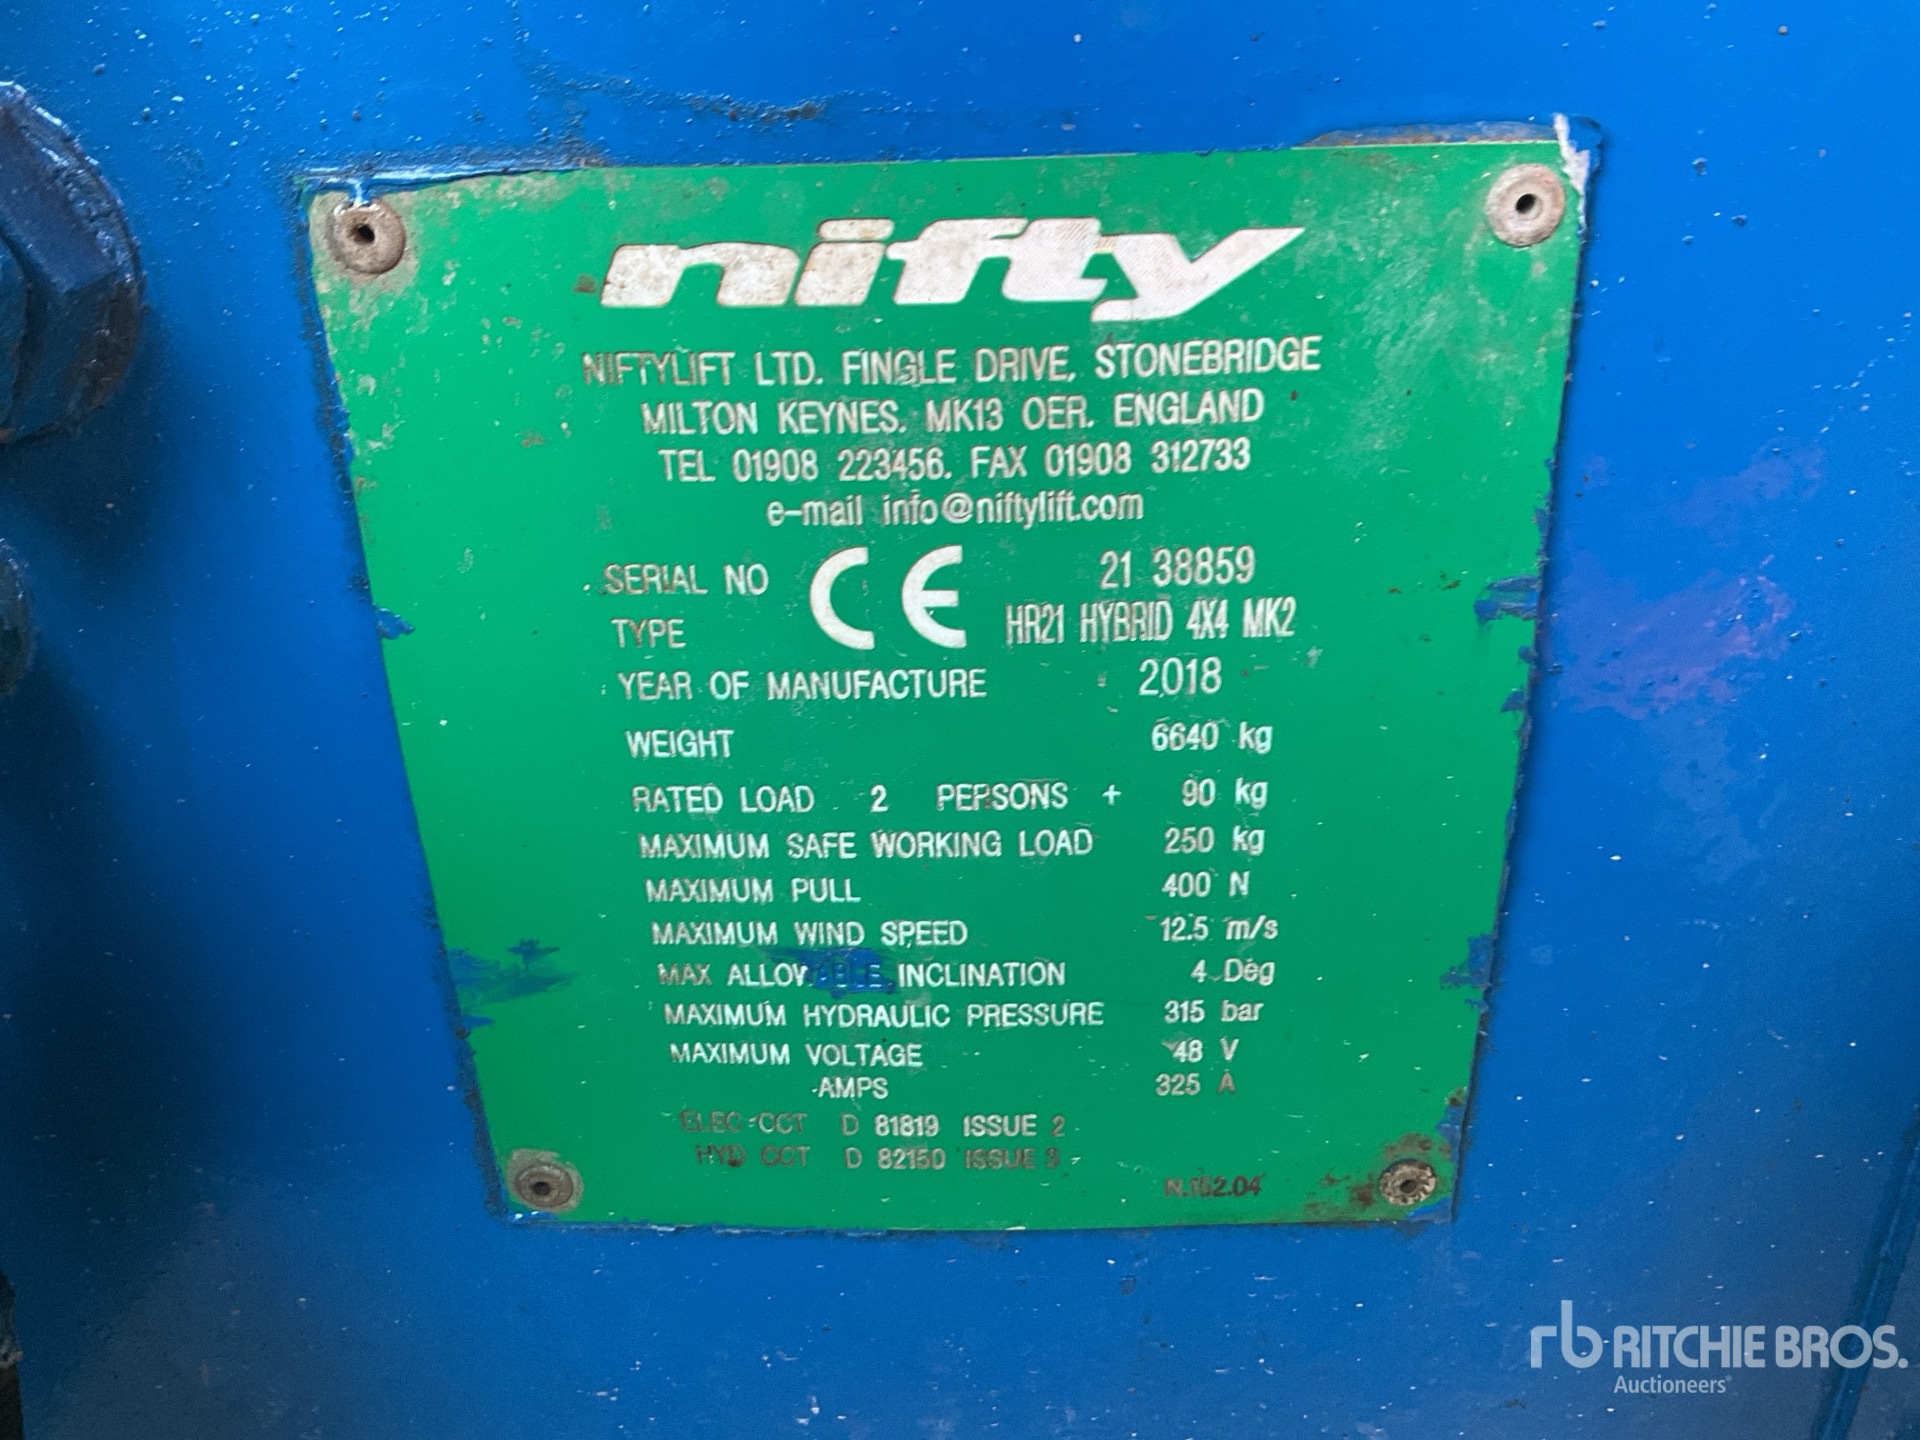 nifty
NIFTYLIFT LTD. FINGLE DRIVE, STONEBRIDGE
MILTON KEYNES. MK13 OER. ENGLAND
TEL 01908 223456. FAX 01908 312733
e-mail info@niftylift.com
SERIAL NO CE 21 38859
TYPE HR21 HYBRID 4X4 MK2
YEAR OF MANUFACTURE 2018
WEIGHT 6640 kg
RATED LOAD 2 PERSONS + 90 kg
MAXIMUM SAFE WORKING LOAD 250 kg
MAXIMUM PULL 400 N
MAXIMUM WIND SPEED 12.5 m/s
MAX ALLOWABLE INCLINATION 4 Deg
MAXIMUM HYDRAULIC PRESSURE 315 bar
MAXIMUM VOLTAGE 48 V
AMPS 325 A
ELEC CCT D 81819 ISSUE 2
HYD CCT D 82150 ISSUE 3
N.152.04
rb RITCHIE BROS.
Auctioneers